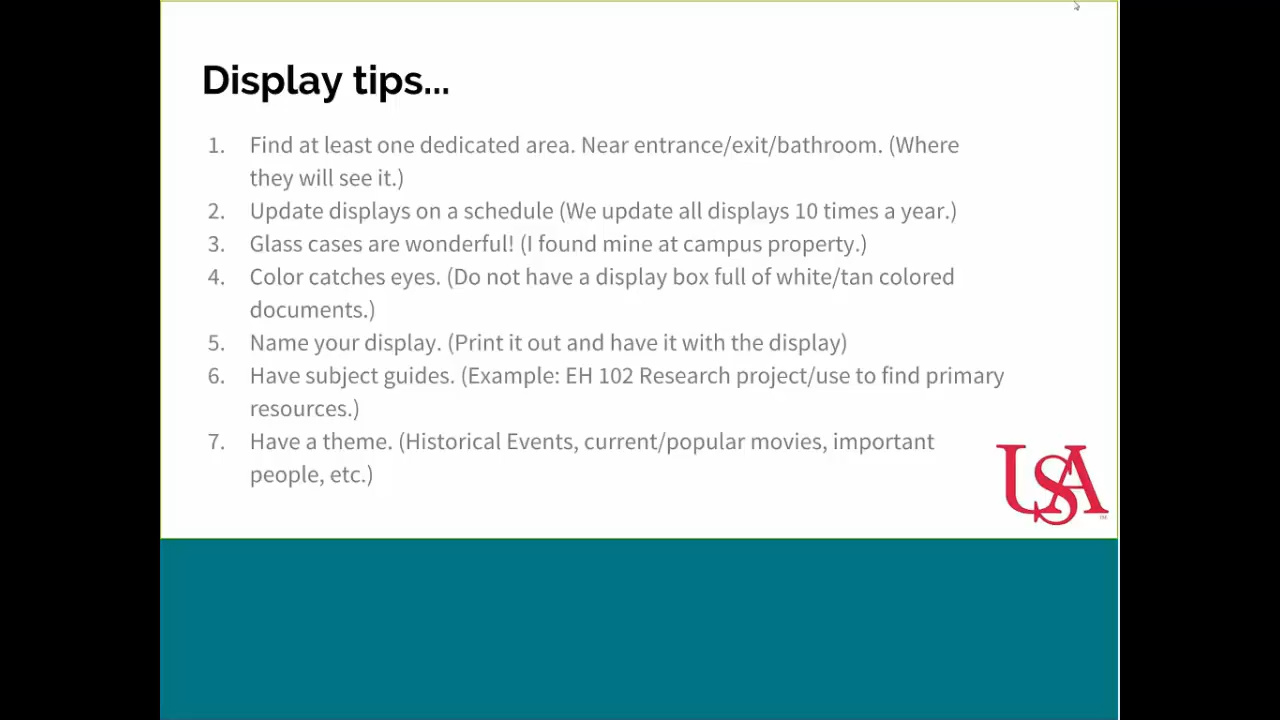 Display tips...
1. Find at least one dedicated area. Near entrance/exit/bathroom. (Where
they will see it.)
2. Update displays on a schedule (We update all displays 10 times a year.)
3. Glass cases are wonderful! (I found mine at campus property.)
4. Color catches eyes. (Do not have a display box full of white/tan colored
documents.)
5. Name your display. (Print it out and have it with the display)
6. Have subject guides. (Example: EH 102 Research project/use to find primary
resources.)
7. Have a theme. (Historical Events, current/popular movies, important
people, etc.)
USA
TM